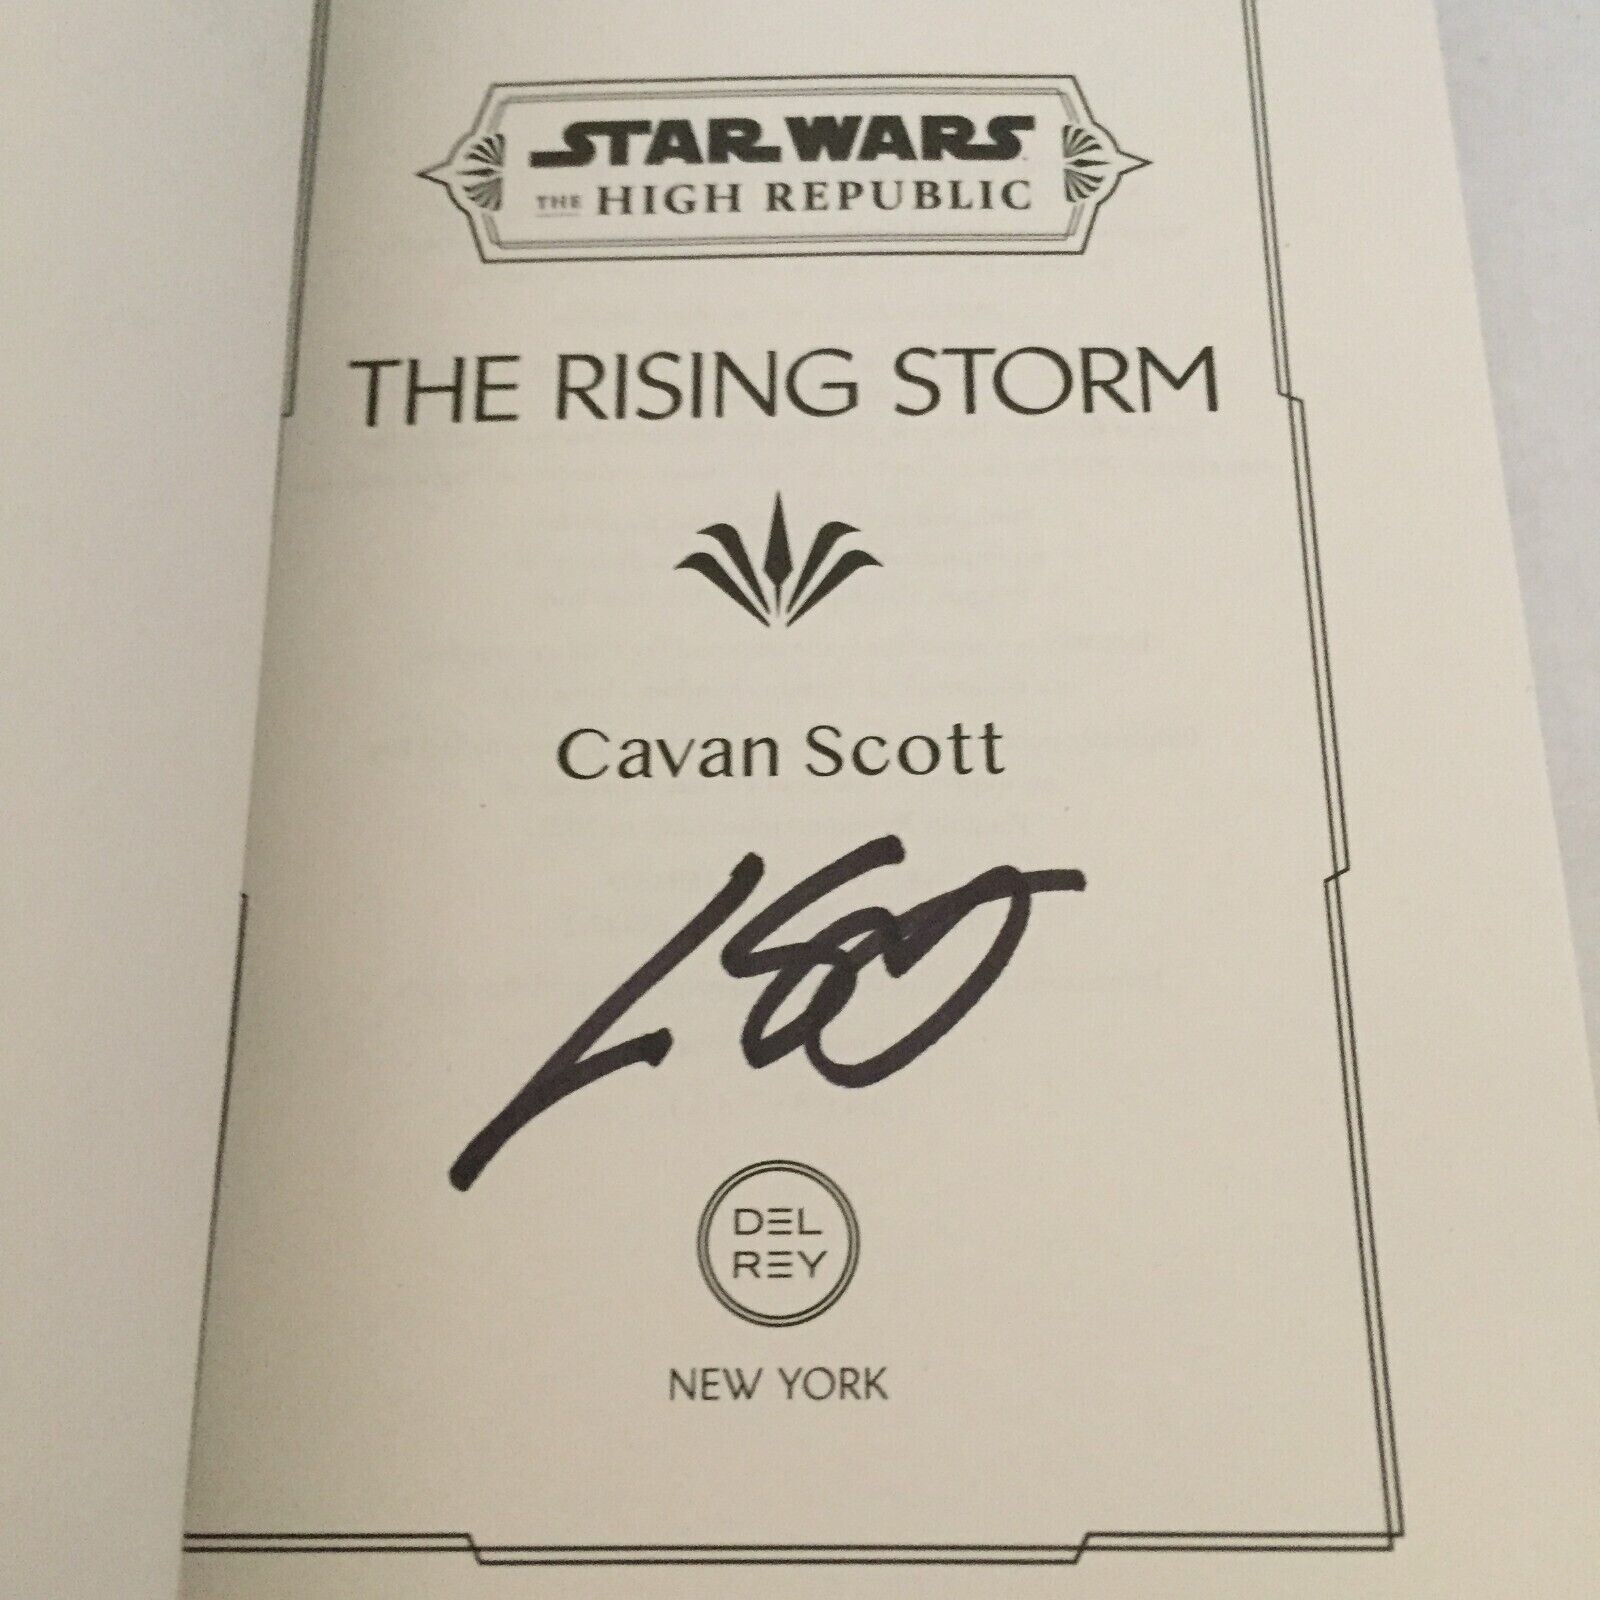 STAR WARS
THE HIGH REPUBLIC
THE RISING STORM
Cavan Scott
DEL
REY
NEW YORK